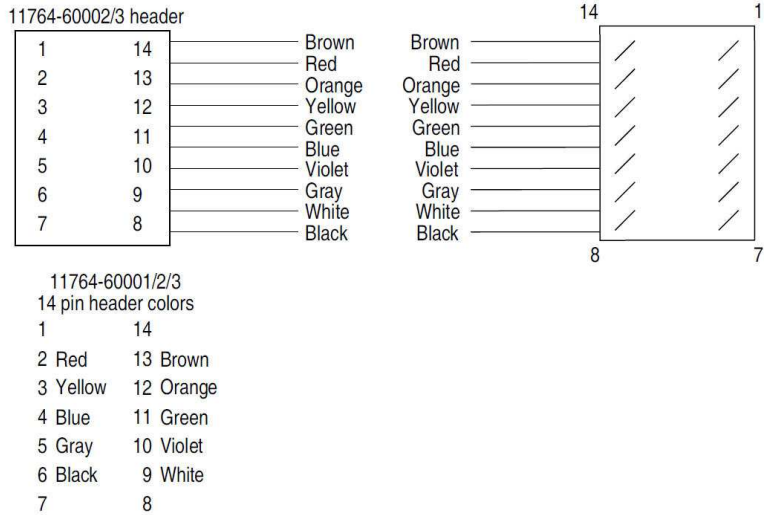 11764-60002/3 header
1 14
2 13
3 12
4 11
5 10
6 9
7 8
Brown
Red
Orange
Yellow
Green
Blue
Violet
Gray
White
Black
14 1
Brown
Red
Orange
Yellow
Green
Blue
Violet
Gray
White
Black
8 7
11764-60001/2/3
14 pin header colors
1 14
2 Red 13 Brown
3 Yellow 12 Orange
4 Blue 11 Green
5 Gray 10 Violet
6 Black 9 White
7 8